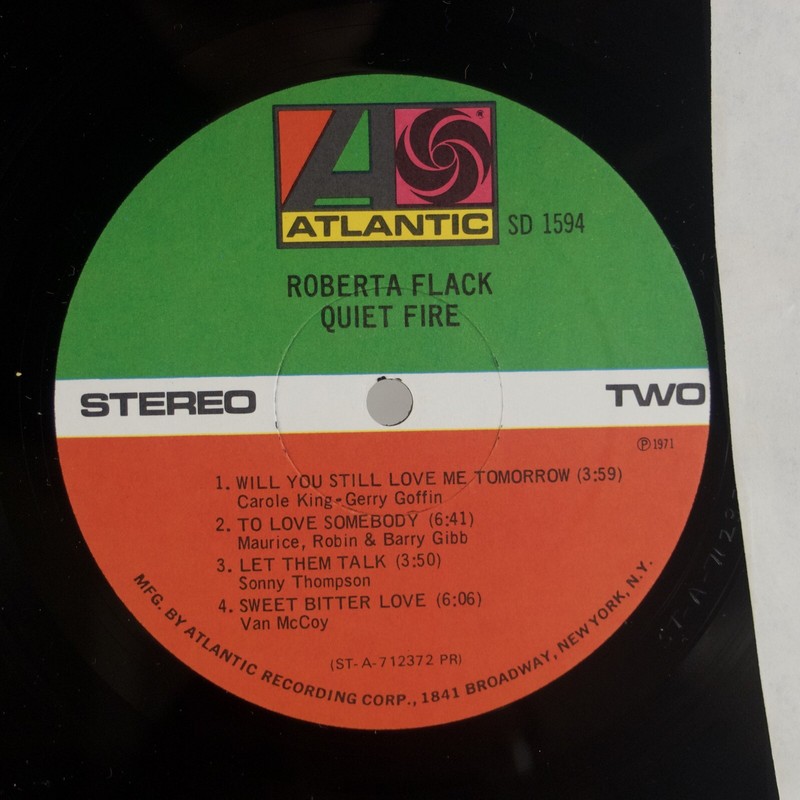 ATLANTIC SD 1594
ROBERTA FLACK
QUIET FIRE
STEREO TWO
℗ 1971
1. WILL YOU STILL LOVE ME TOMORROW (3:59)
Carole King-Gerry Goffin
2. TO LOVE SOMEBODY (6:41)
Maurice, Robin & Barry Gibb
3. LET THEM TALK (3:50)
Sonny Thompson
4. SWEET BITTER LOVE (6:06)
Van McCoy
(ST-A-712372 PR)
MFG. BY ATLANTIC RECORDING CORP., 1841 BROADWAY, NEW YORK, N.Y.